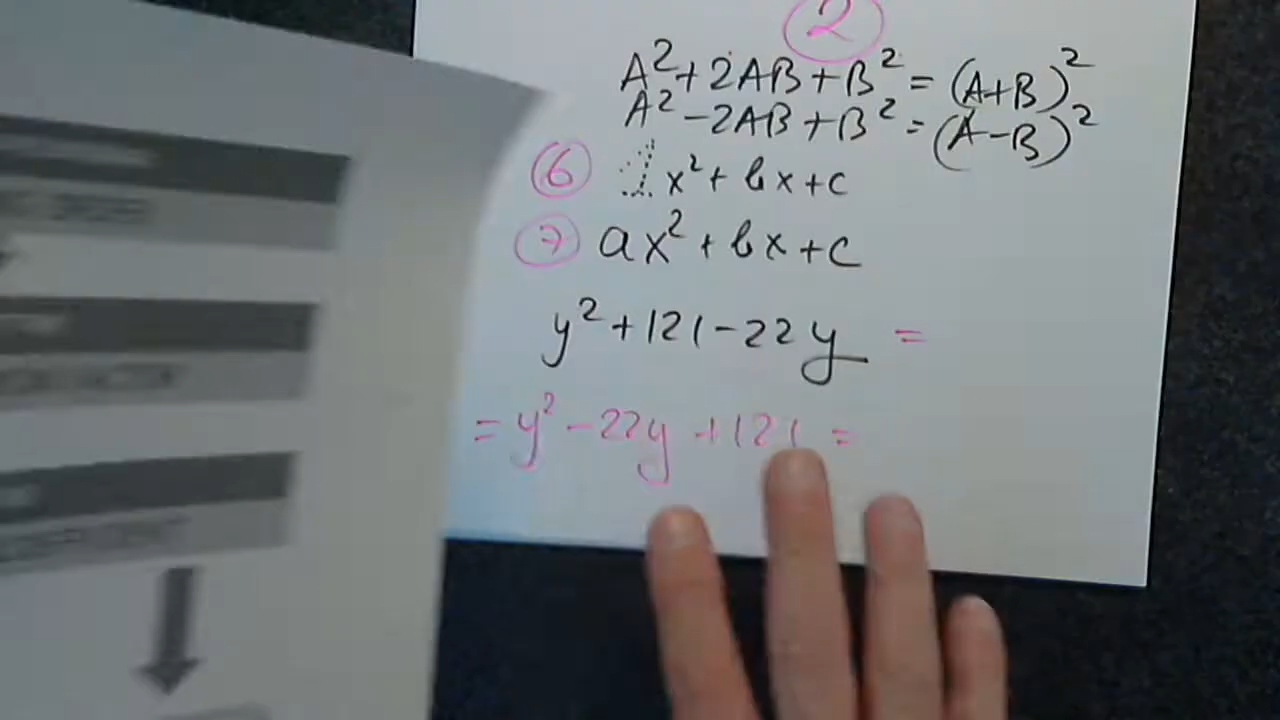 2
A²+2AB+B²=(A+B)²
A²-2AB+B²=(A-B)²
6 1x²+bx+c
7 ax²+bx+c
y²+121-22y =
=y²-22y+121=